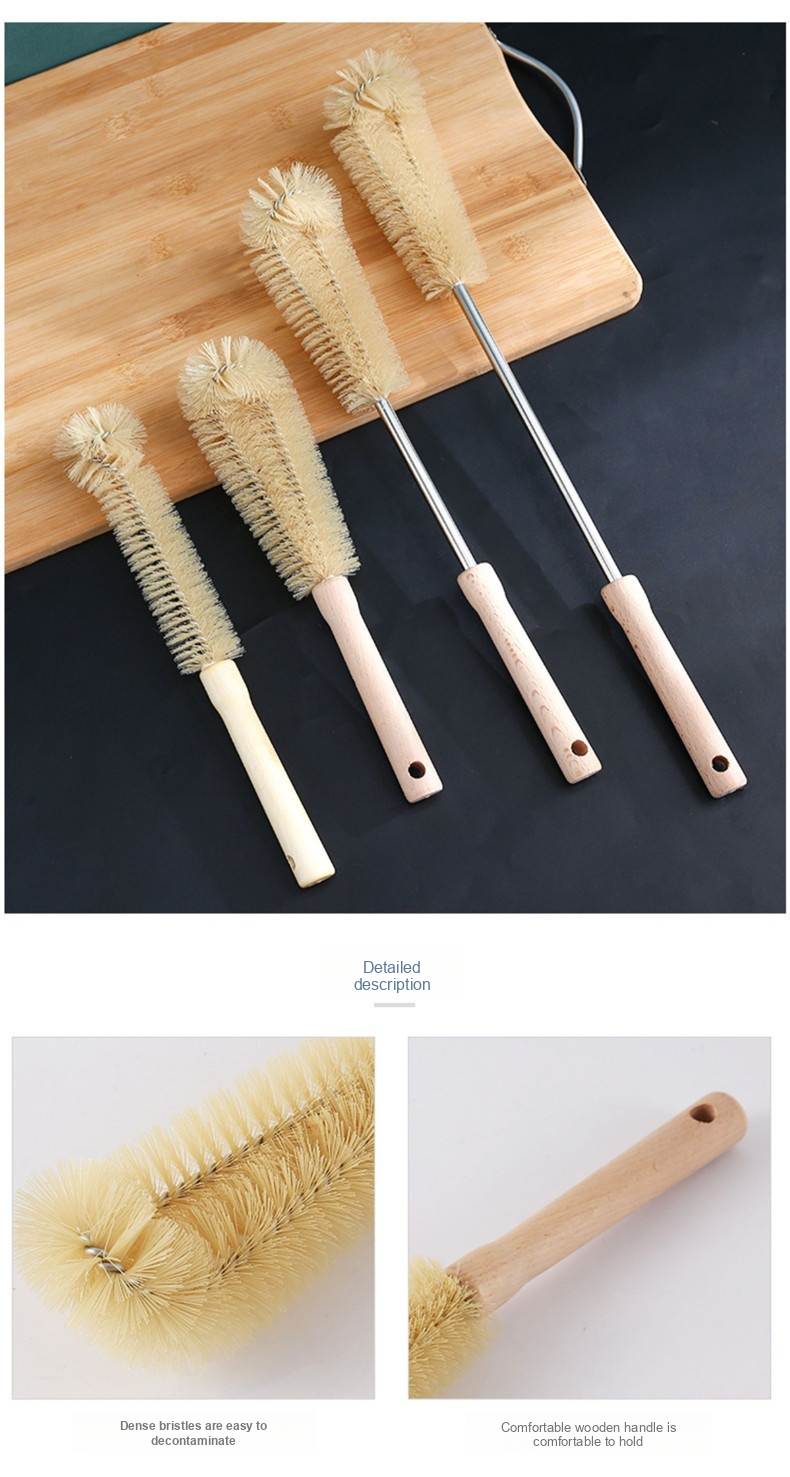 Detailed
description
Dense bristles are easy to
decontaminate
Comfortable wooden handle is
comfortable to hold